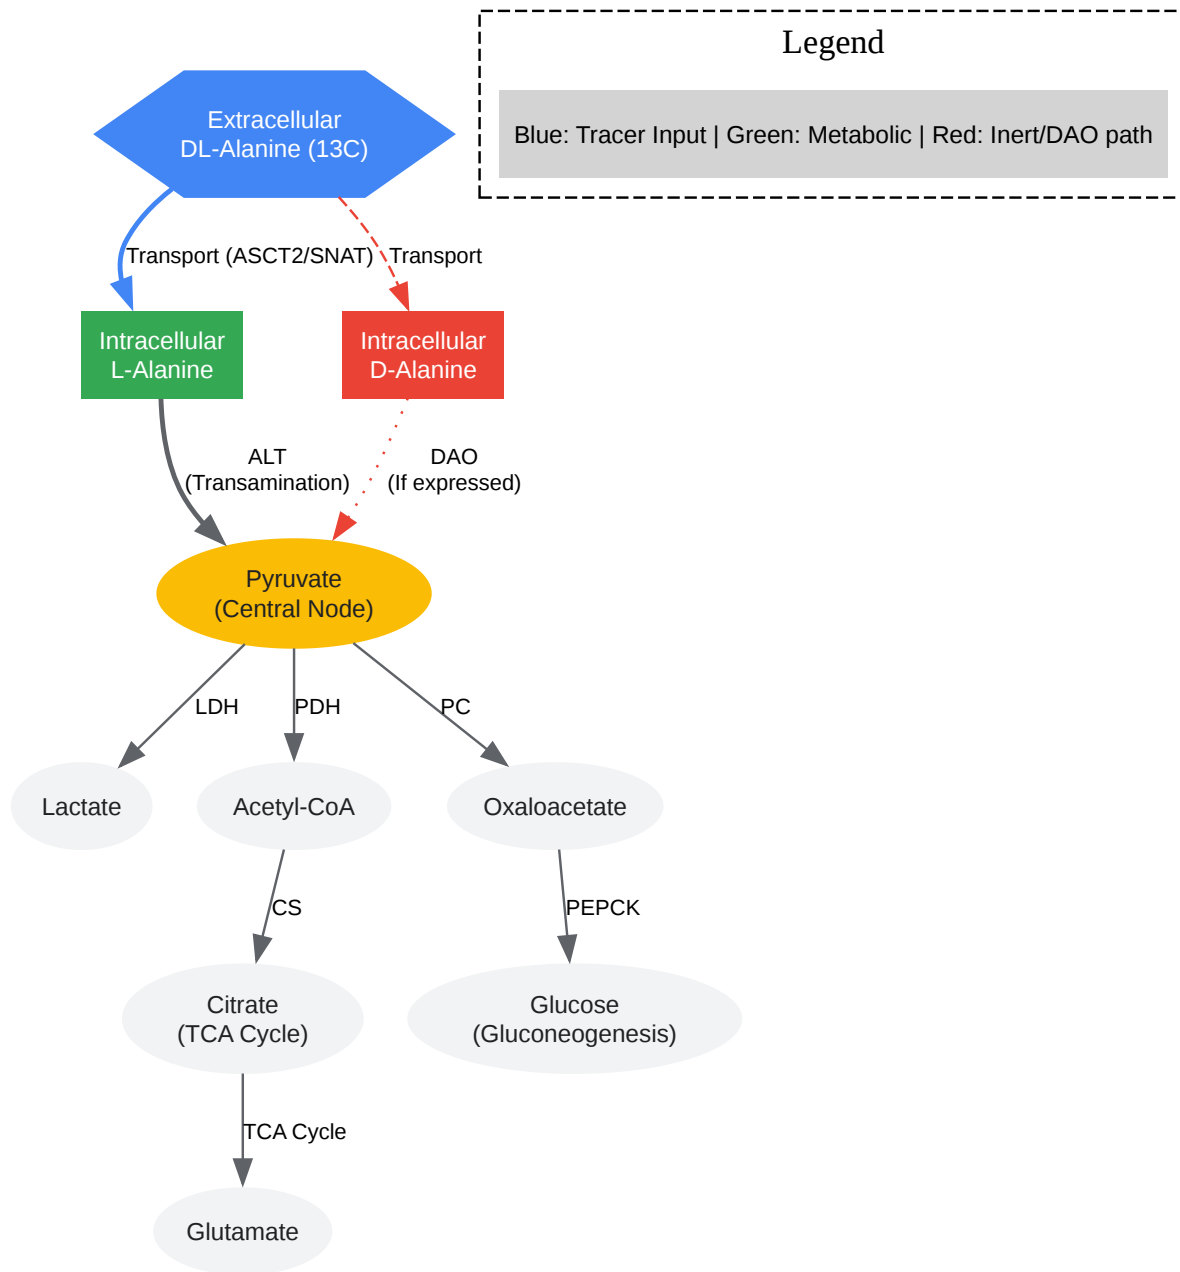 Legend
Blue: Tracer Input | Green: Metabolic | Red: Inert/DAO path
Extracellular
DL-Alanine (13C)
Transport (ASCT2/SNAT)
Transport
Intracellular
L-Alanine
Intracellular
D-Alanine
ALT
(Transamination)
DAO
(If expressed)
Pyruvate
(Central Node)
LDH
PDH
PC
Lactate
Acetyl-CoA
Oxaloacetate
CS
PEPCK
Citrate
(TCA Cycle)
Glucose
(Gluconeogenesis)
TCA Cycle
Glutamate